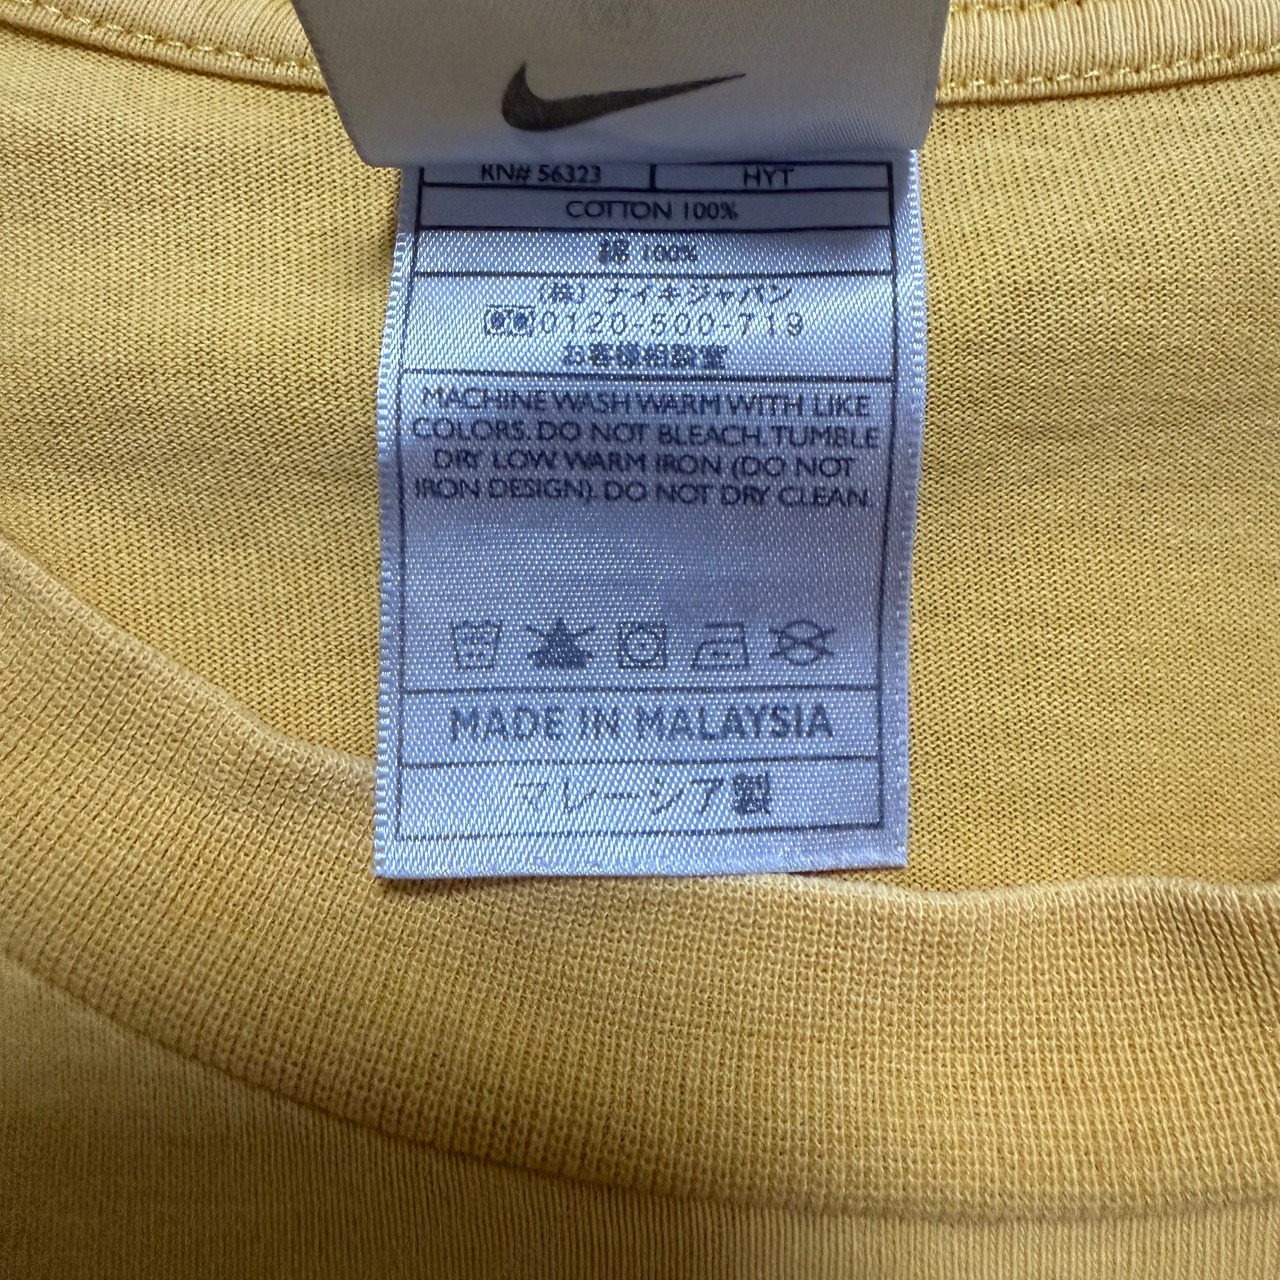 RN# 56323 HYT
COTTON 100%
綿 100%
(株) ナイキジャパン
0120-500-719
お客様相談室
MACHINE WASH WARM WITH LIKE
COLORS. DO NOT BLEACH. TUMBLE
DRY LOW. WARM IRON (DO NOT
IRON DESIGN). DO NOT DRY CLEAN.
MADE IN MALAYSIA
マレーシア製